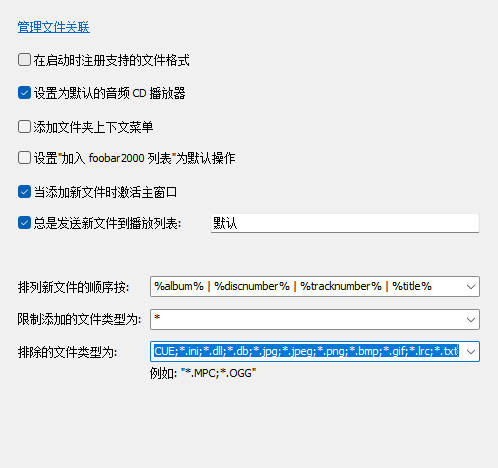 管理文件关联
在启动时注册支持的文件格式
设置为默认的音频 CD 播放器
添加文件夹上下文菜单
设置"加入 foobar2000 列表"为默认操作
当添加新文件时激活主窗口
总是发送新文件到播放列表: 默认
排列新文件的顺序按: %album% | %discnumber% | %tracknumber% | %title%
限制添加的文件类型为: *
排除的文件类型为: CUE;*.ini;*.dll;*.db;*.jpg;*.jpeg;*.png;*.bmp;*.gif;*.lrc;*.txt
例如: "*.MPC;*.OGG"